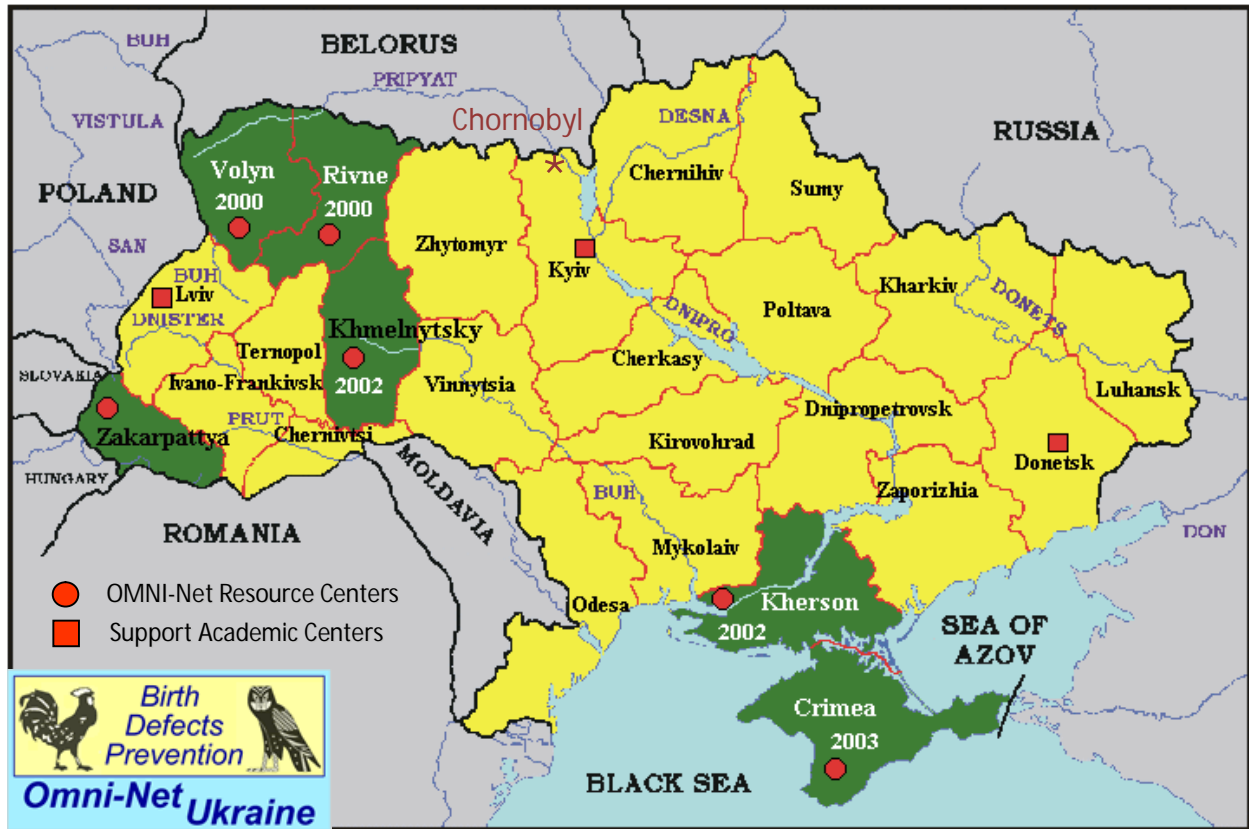 BUH
BELORUS
PRIPYAT
Chornobyl
DESNA
VISTULA
RUSSIA
Volyn
2000
Rivne
2000
Chernihiv
Sumy
POLAND
SAN
Zhytomyr
Kyiv
BUH
Lviv
DNISTER
Kharkiv
DONETS
Poltava
DNIPRO
Khmelnytsky
2002
Ternopol
Cherkasy
SLOVAKIA
Ivano-Frankivsk
Vinnytsia
Luhansk
PRUT
Dnipropetrovsk
Zakarpattya
Chernivtsi
Kirovohrad
Donetsk
HUNGARY
MOLDAVIA
BUH
Zaporizhia
ROMANIA
DON
Mykolaiv
OMNI-Net Resource Centers
Support Academic Centers
Odesa
Kherson
2002
SEA OF
AZOV
Crimea
2003
BLACK SEA
Birth
Defects
Prevention
Omni-Net
Ukraine